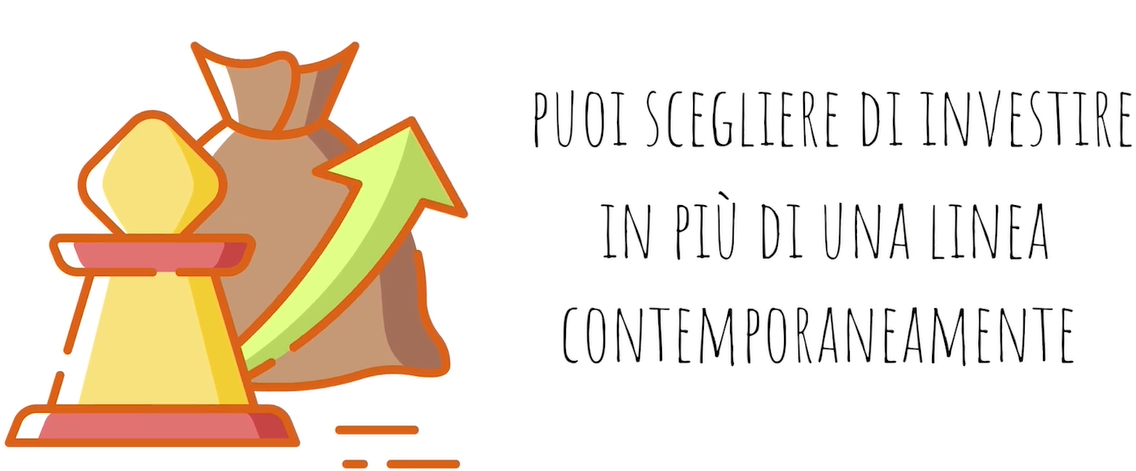 PUOI SCEGLIERE DI INVESTIRE
IN PIÙ DI UNA LINEA
CONTEMPORANEAMENTE